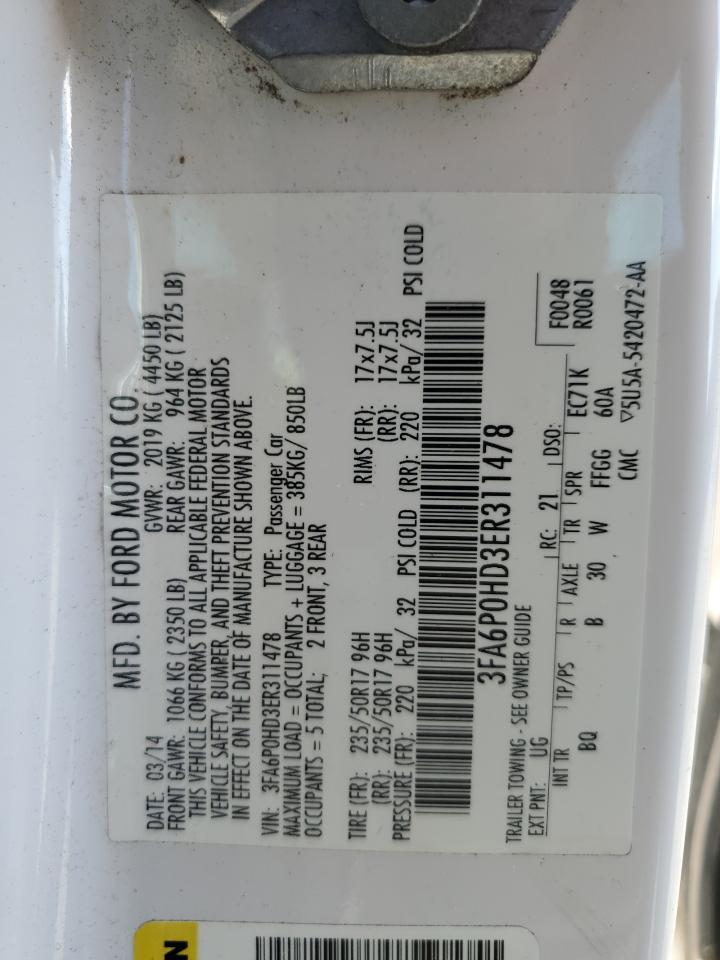 MFD. BY FORD MOTOR CO.
DATE: 03/14 GVWR: 2019 KG ( 4450 LB)
FRONT GAWR: 1066 KG ( 2350 LB) REAR GAWR: 964 KG ( 2125 LB)
THIS VEHICLE CONFORMS TO ALL APPLICABLE FEDERAL MOTOR
VEHICLE SAFETY, BUMPER, AND THEFT PREVENTION STANDARDS
IN EFFECT ON THE DATE OF MANUFACTURE SHOWN ABOVE.
VIN: 3FA6P0HD3ER311478 TYPE: Passenger Car
MAXIMUM LOAD = OCCUPANTS + LUGGAGE = 385KG/ 850LB
OCCUPANTS = 5 TOTAL; 2 FRONT, 3 REAR
TIRE (FR): 235/50R17 96H RIMS (FR): 17x7.5J
(RR): 235/50R17 96H (RR): 17x7.5J
PRESSURE (FR): 220 kPa/ 32 PSI COLD (RR): 220 kPa/ 32 PSI COLD
3FA6P0HD3ER311478
TRAILER TOWING - SEE OWNER GUIDE F0048
EXT PNT: UG RC: 21 DSO: R0061
INT TR TP/PS R AXLE TR SPR EC71K
BQ B 30 W FFGG 60A
CMC ▽5U5A-5420472-AA
N